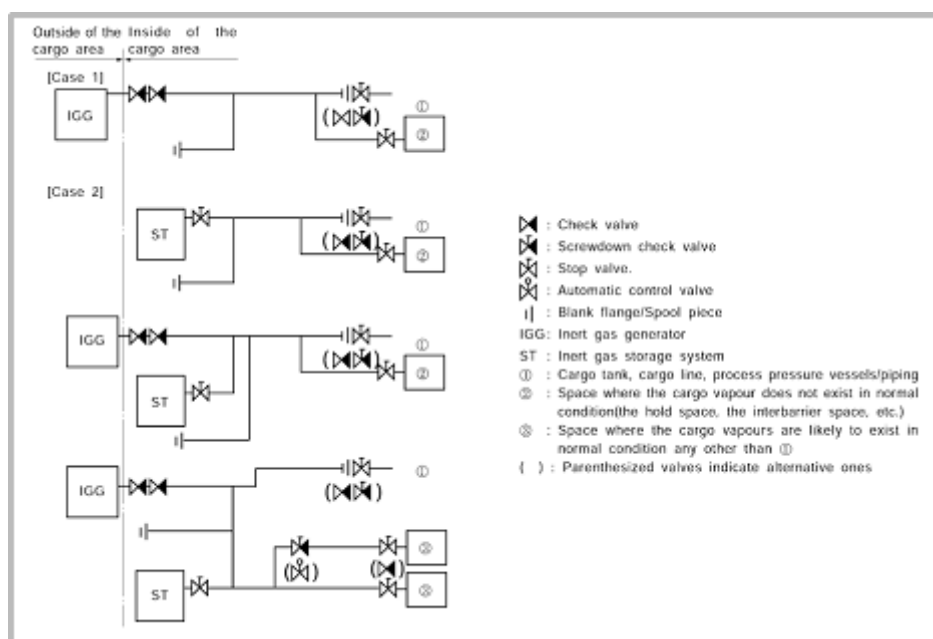 Outside of the Inside of the
cargo area cargo area
[Case 1]
IGG
①
②
[Case 2]
ST
①
②
IGG
①
ST
②
IGG
①
③
ST
③
: Check valve
: Screwdown check valve
: Stop valve.
: Automatic control valve
: Blank flange/Spool piece
IGG: Inert gas generator
ST : Inert gas storage system
① : Cargo tank, cargo line, process pressure vessels/piping
② : Space where the cargo vapour does not exist in normal
condition(the hold space, the interbarrier space, etc.)
③ : Space where the cargo vapours are likely to exist in
normal condition any other than ①
( ) : Parenthesized valves indicate alternative ones